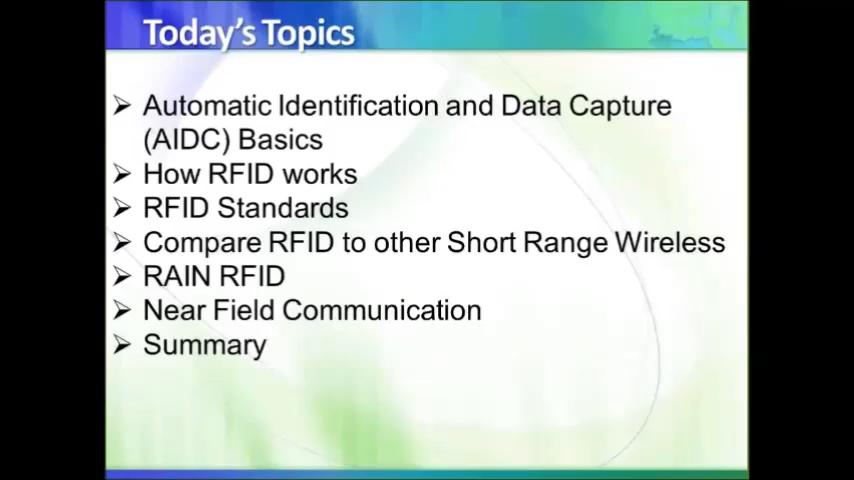 Today's Topics
➢ Automatic Identification and Data Capture
(AIDC) Basics
➢ How RFID works
➢ RFID Standards
➢ Compare RFID to other Short Range Wireless
➢ RAIN RFID
➢ Near Field Communication
➢ Summary